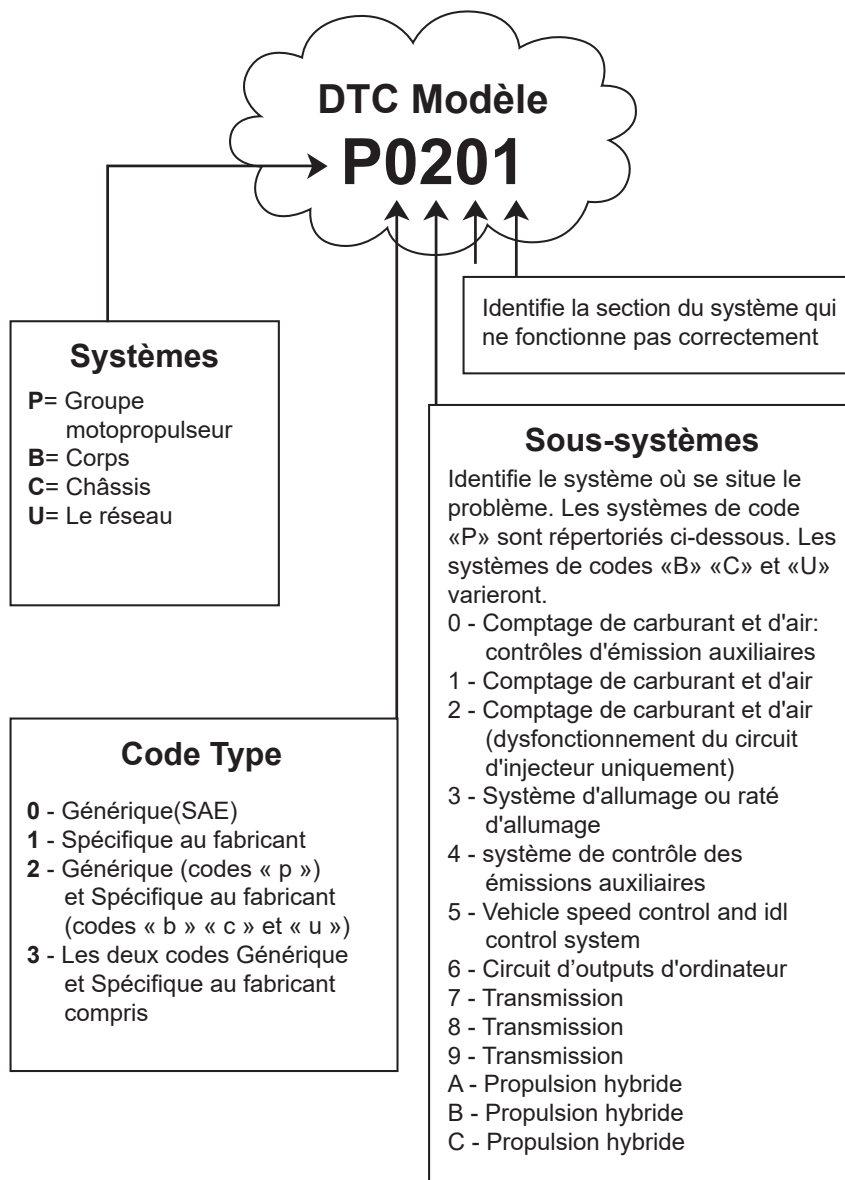 DTC Modèle
P0201
Identifie la section du système qui
ne fonctionne pas correctement
Systèmes
P= Groupe
motopropulseur
B= Corps
C= Châssis
U= Le réseau
Sous-systèmes
Identifie le système où se situe le
problème. Les systèmes de code
«P» sont répertoriés ci-dessous. Les
systèmes de codes «B» «C» et «U»
varieront.
0 - Comptage de carburant et d'air:
contrôles d'émission auxiliaires
1 - Comptage de carburant et d'air
2 - Comptage de carburant et d'air
(dysfonctionnement du circuit
d'injecteur uniquement)
3 - Système d'allumage ou raté
d'allumage
4 - système de contrôle des
émissions auxiliaires
5 - Vehicle speed control and idl
control system
6 - Circuit d’outputs d'ordinateur
7 - Transmission
8 - Transmission
9 - Transmission
A - Propulsion hybride
B - Propulsion hybride
C - Propulsion hybride
Code Type
0 - Générique(SAE)
1 - Spécifique au fabricant
2 - Générique (codes « p »)
et Spécifique au fabricant
(codes « b » « c » et « u »)
3 - Les deux codes Générique
et Spécifique au fabricant
compris